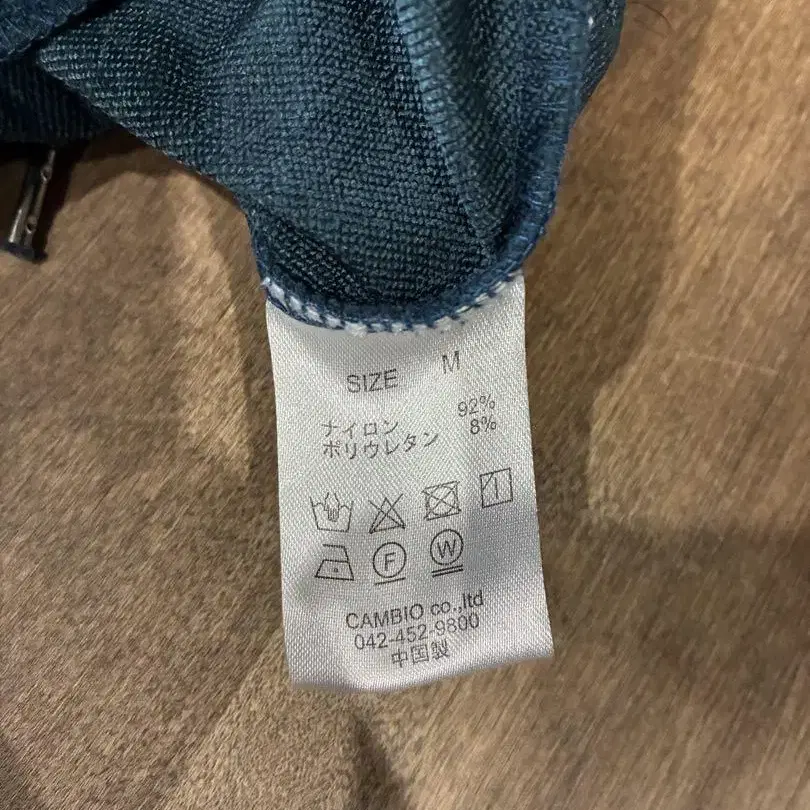 SIZE M
ナイロン 92%
ポリウレタン 8%
F W
CAMBIO co.,ltd
042-452-9800
中国製